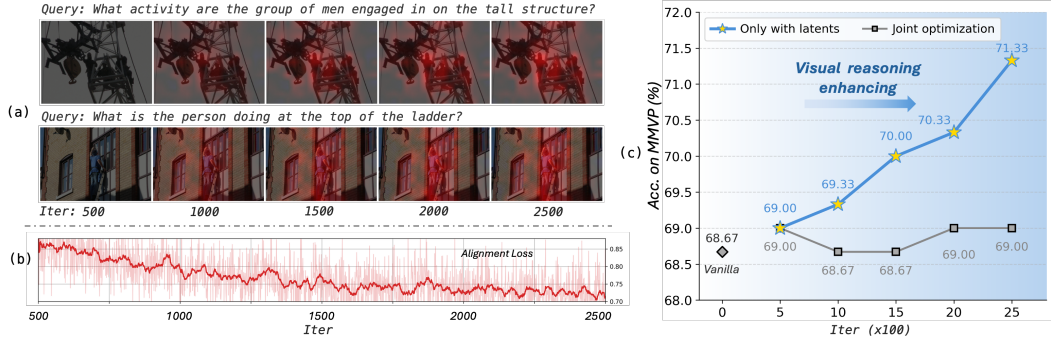 Query: What activity are the group of men engaged in on the tall structure?
(a)
Query: What is the person doing at the top of the ladder?
Iter: 500 1000 1500 2000 2500
(b)
Alignment Loss
0.85
0.80
0.75
0.70
500 1000 1500 2000 2500
Iter
(c)
Acc. on MMVP (%)
72.0
71.5
71.0
70.5
70.0
69.5
69.0
68.5
68.0
Only with latents Joint optimization
Visual reasoning
enhancing
71.33
70.33
70.00
69.33
69.00
68.67
Vanilla
69.00
68.67
68.67
69.00
69.00
0 5 10 15 20 25
Iter (x100)